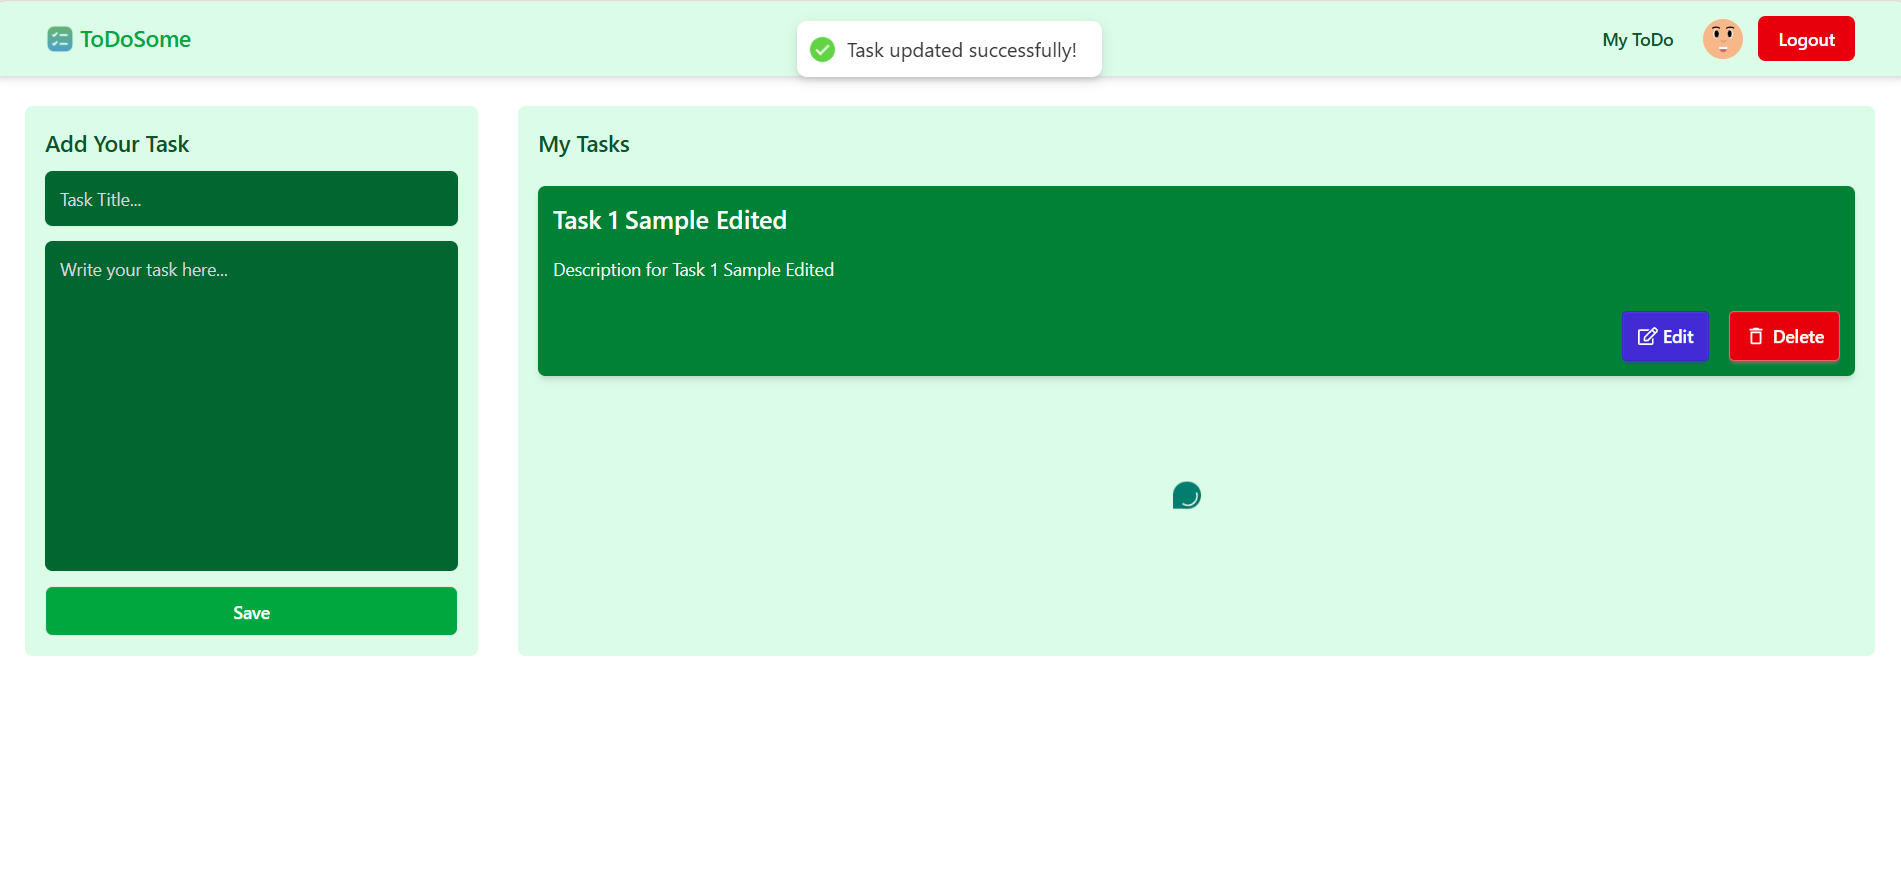 ToDoSome
Task updated successfully!
My ToDo
Logout
Add Your Task
Task Title...
Write your task here...
Save
My Tasks
Task 1 Sample Edited
Description for Task 1 Sample Edited
Edit
Delete